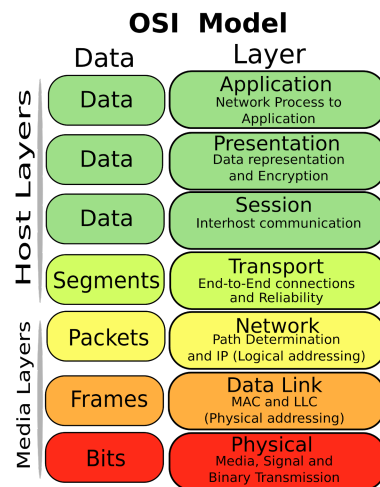 OSI Model
Data
Layer
Host Layers
Data
Application
Network Process to
Application
Data
Presentation
Data representation
and Encryption
Data
Session
Interhost communication
Segments
Transport
End-to-End connections
and Reliability
Media Layers
Packets
Network
Path Determination
and IP (Logical addressing)
Frames
Data Link
MAC and LLC
(Physical addressing)
Bits
Physical
Media, Signal and
Binary Transmission